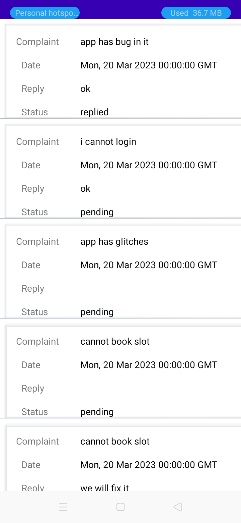 Personal hotspo..
Used 36.7 MB
Complaint app has bug in it
Date Mon, 20 Mar 2023 00:00:00 GMT
Reply ok
Status replied
Complaint i cannot login
Date Mon, 20 Mar 2023 00:00:00 GMT
Reply ok
Status pending
Complaint app has glitches
Date Mon, 20 Mar 2023 00:00:00 GMT
Reply
Status pending
Complaint cannot book slot
Date Mon, 20 Mar 2023 00:00:00 GMT
Reply
Status pending
Complaint cannot book slot
Date Mon, 20 Mar 2023 00:00:00 GMT
Reply we will fix it